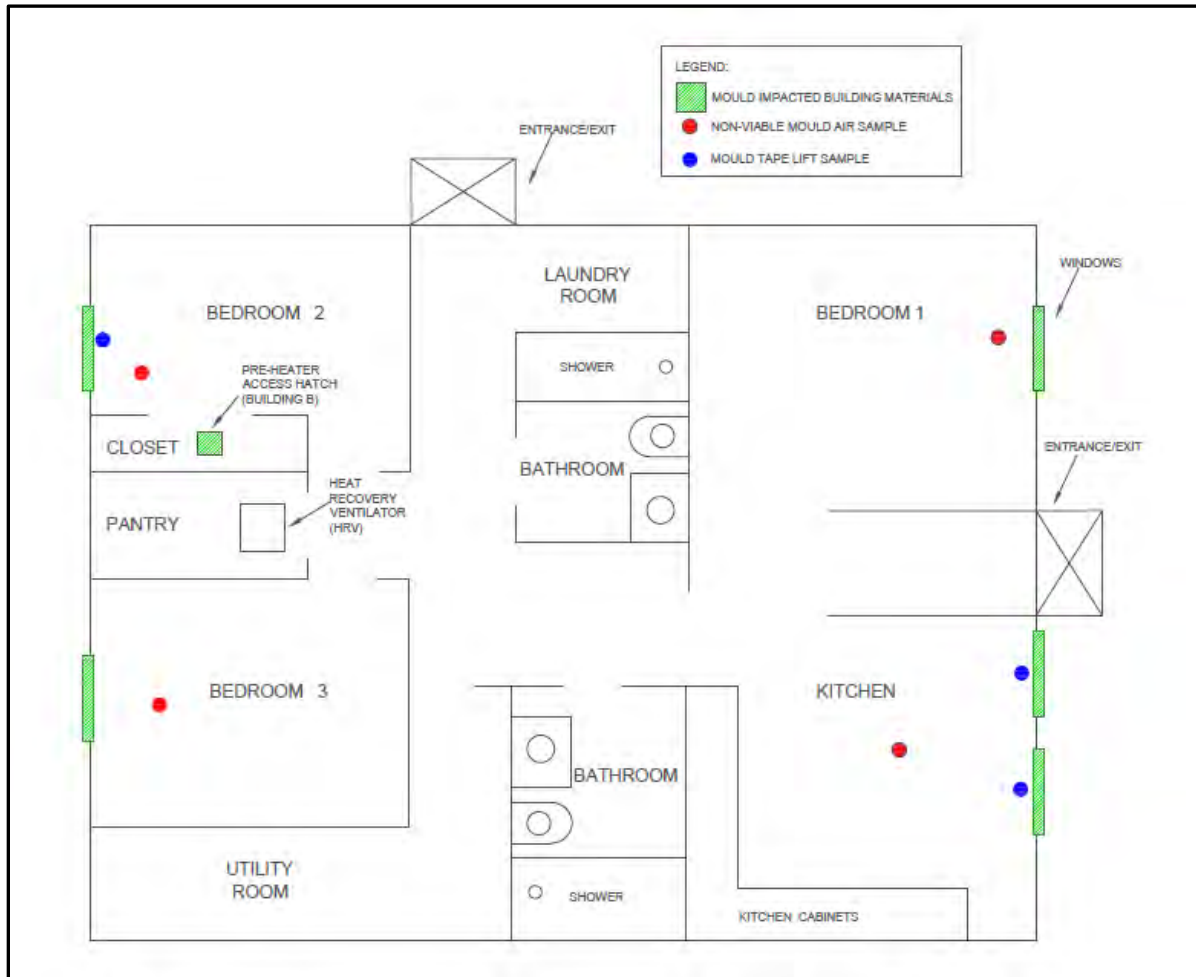 LEGEND:
MOULD IMPACTED BUILDING MATERIALS
NON-VIABLE MOULD AIR SAMPLE
MOULD TAPE LIFT SAMPLE
ENTRANCE/EXIT
WINDOWS
LAUNDRY
ROOM
BEDROOM 2
BEDROOM 1
SHOWER
PRE-HEATER
ACCESS HATCH
(BUILDING B)
CLOSET
ENTRANCE/EXIT
BATHROOM
HEAT
RECOVERY
VENTILATOR
(HRV)
PANTRY
BEDROOM 3
KITCHEN
BATHROOM
UTILITY
ROOM
SHOWER
KITCHEN CABINETS